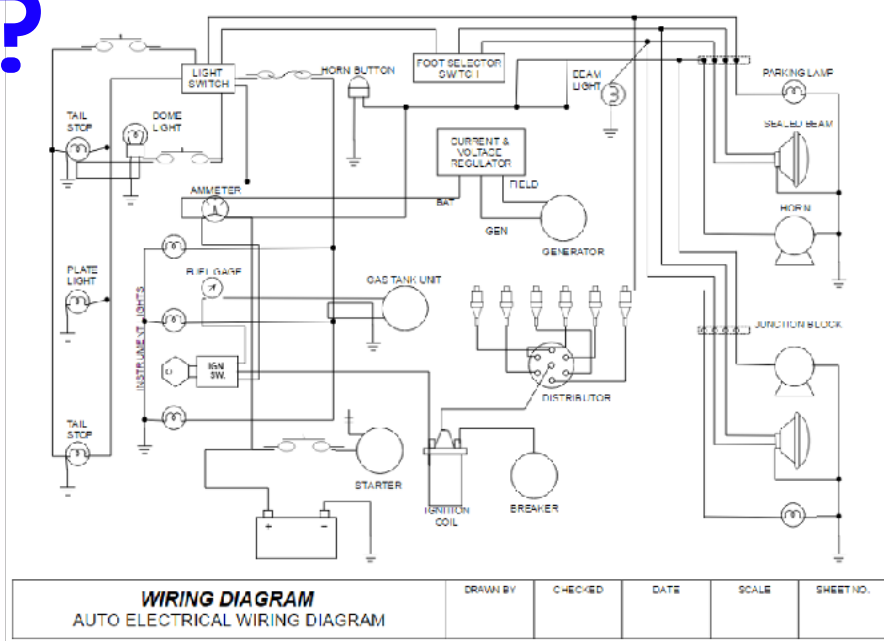 ?
LIGHT
SWITCH
HORN BUTTON
FOOT SELECTOR
SWITCH
BEAM
LIGHT
PARKING LAMP
TAIL
STOP
DOME
LIGHT
SEALED BEAM
CURRENT &
VOLTAGE
REGULATOR
AMMETER
BAT
FIELD
GEN
GENERATOR
HORN
PLATE
LIGHT
FUEL GAGE
GAS TANK UNIT
INSTRUMENT LIGHTS
JUNCTION BLOCK
IGN
SW.
DISTRIBUTOR
TAIL
STOP
STARTER
IGNITION
COIL
BREAKER
+
−
WIRING DIAGRAM
AUTO ELECTRICAL WIRING DIAGRAM
DRAWN BY
CHECKED
DATE
SCALE
SHEET NO.